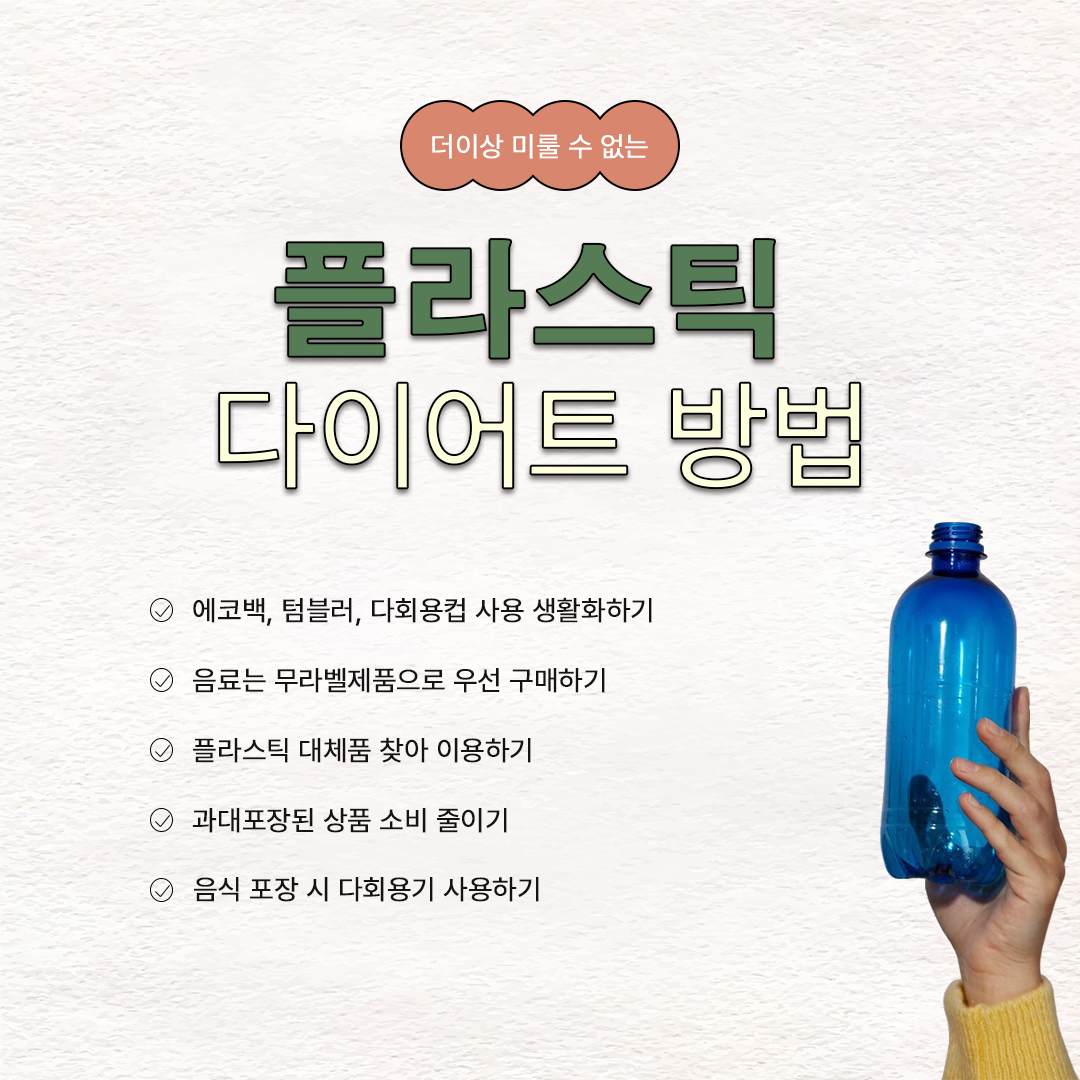 더이상 미룰 수 없는
플라스틱
다이어트 방법
에코백, 텀블러, 다회용컵 사용 생활화하기
음료는 무라벨제품으로 우선 구매하기
플라스틱 대체품 찾아 이용하기
과대포장된 상품 소비 줄이기
음식 포장 시 다회용기 사용하기